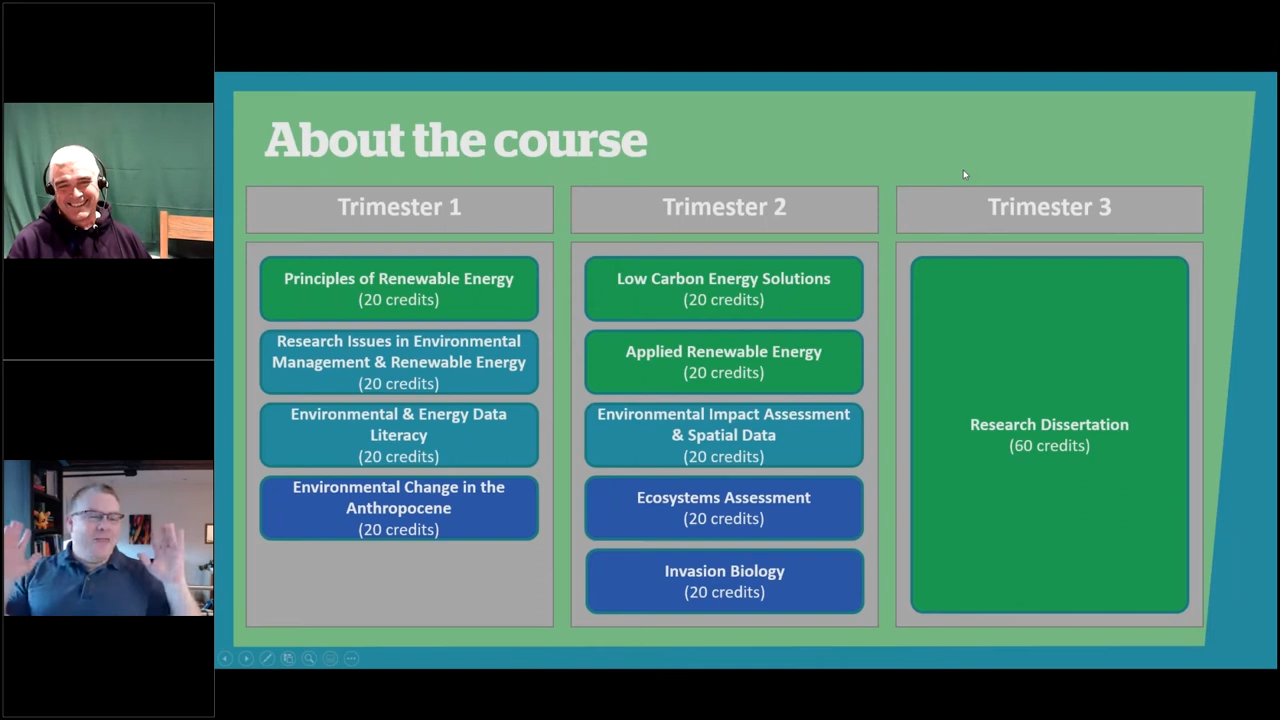 About the course
Trimester 1
Principles of Renewable Energy
(20 credits)
Research Issues in Environmental
Management & Renewable Energy
(20 credits)
Environmental & Energy Data
Literacy
(20 credits)
Environmental Change in the
Anthropocene
(20 credits)
Trimester 2
Low Carbon Energy Solutions
(20 credits)
Applied Renewable Energy
(20 credits)
Environmental Impact Assessment
& Spatial Data
(20 credits)
Ecosystems Assessment
(20 credits)
Invasion Biology
(20 credits)
Trimester 3
Research Dissertation
(60 credits)